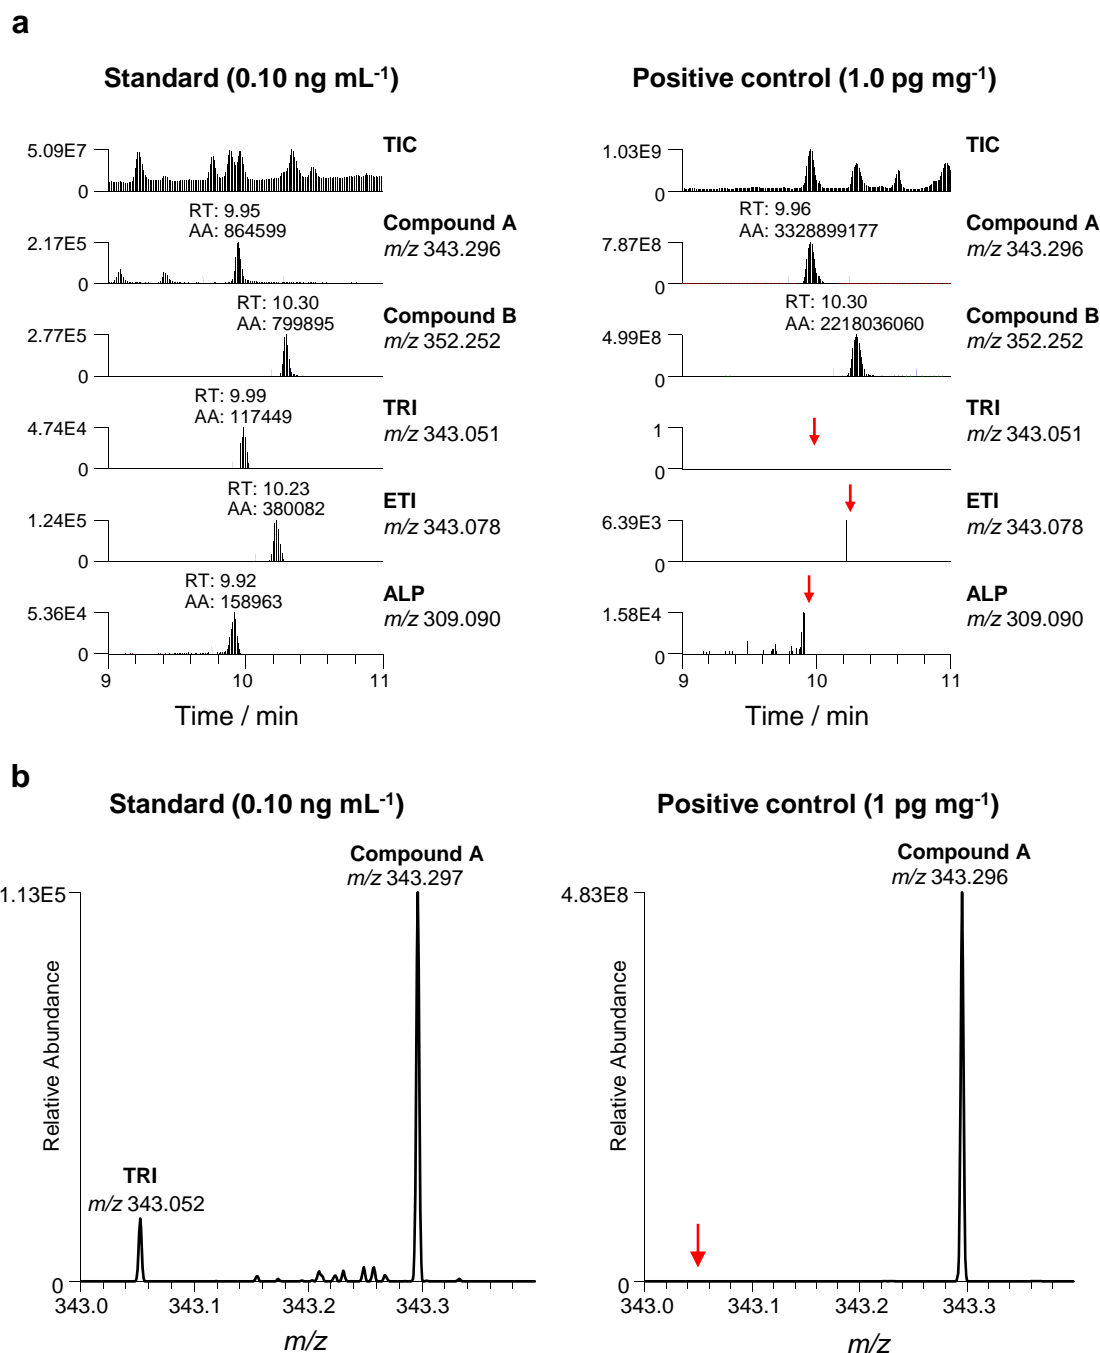 a
Standard (0.10 ng mL-1)
5.09E7
0
TIC
RT: 9.95
AA: 864599
2.17E5
0
Compound A
m/z 343.296
RT: 10.30
AA: 799895
2.77E5
0
Compound B
m/z 352.252
RT: 9.99
AA: 117449
4.74E4
0
TRI
m/z 343.051
RT: 10.23
AA: 380082
1.24E5
0
ETI
m/z 343.078
RT: 9.92
AA: 158963
5.36E4
0
ALP
m/z 309.090
9 10 11
Time / min
Positive control (1.0 pg mg-1)
1.03E9
0
TIC
RT: 9.96
AA: 3328899177
7.87E8
0
Compound A
m/z 343.296
RT: 10.30
AA: 2218036060
4.99E8
0
Compound B
m/z 352.252
1
0
TRI
m/z 343.051
6.39E3
0
ETI
m/z 343.078
1.58E4
0
ALP
m/z 309.090
9 10 11
Time / min
b
Standard (0.10 ng mL-1)
Compound A
m/z 343.297
1.13E5
Relative Abundance
TRI
m/z 343.052
0
343.0 343.1 343.2 343.3
m/z
Positive control (1 pg mg-1)
Compound A
m/z 343.296
4.83E8
Relative Abundance
0
343.0 343.1 343.2 343.3
m/z